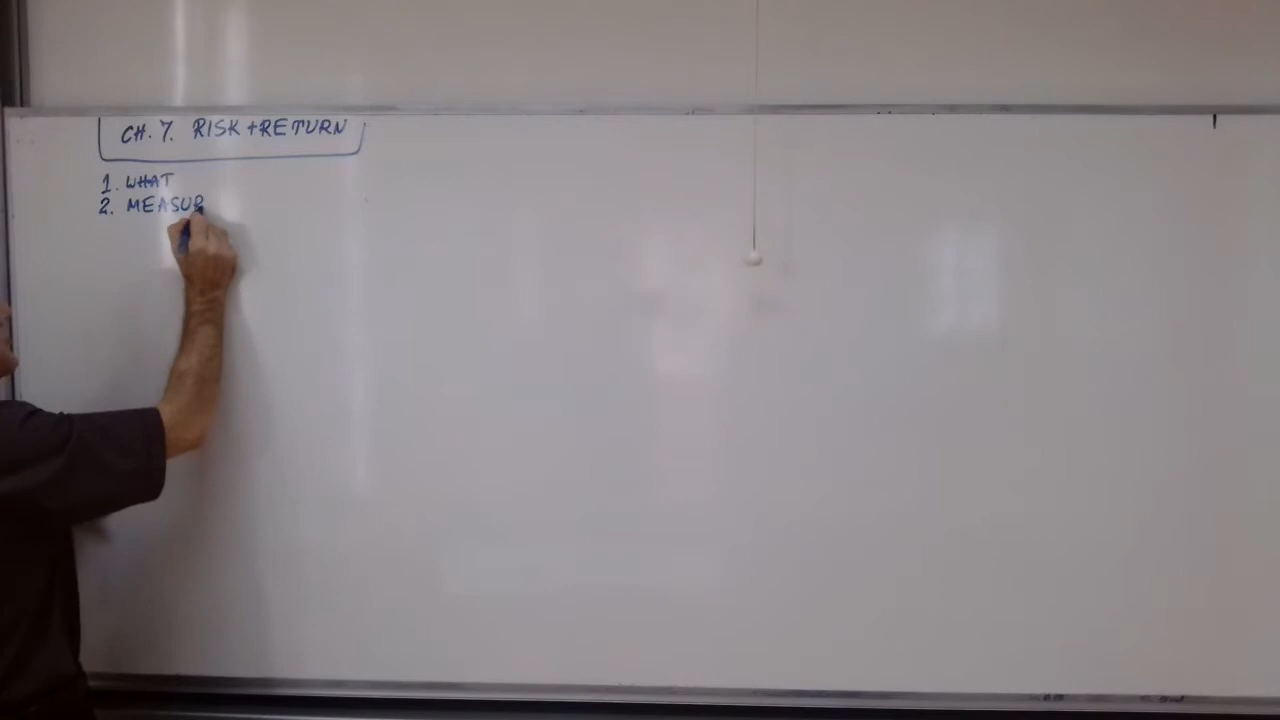 CH. 7. RISK + RETURN
1. WHAT
2. MEASUR